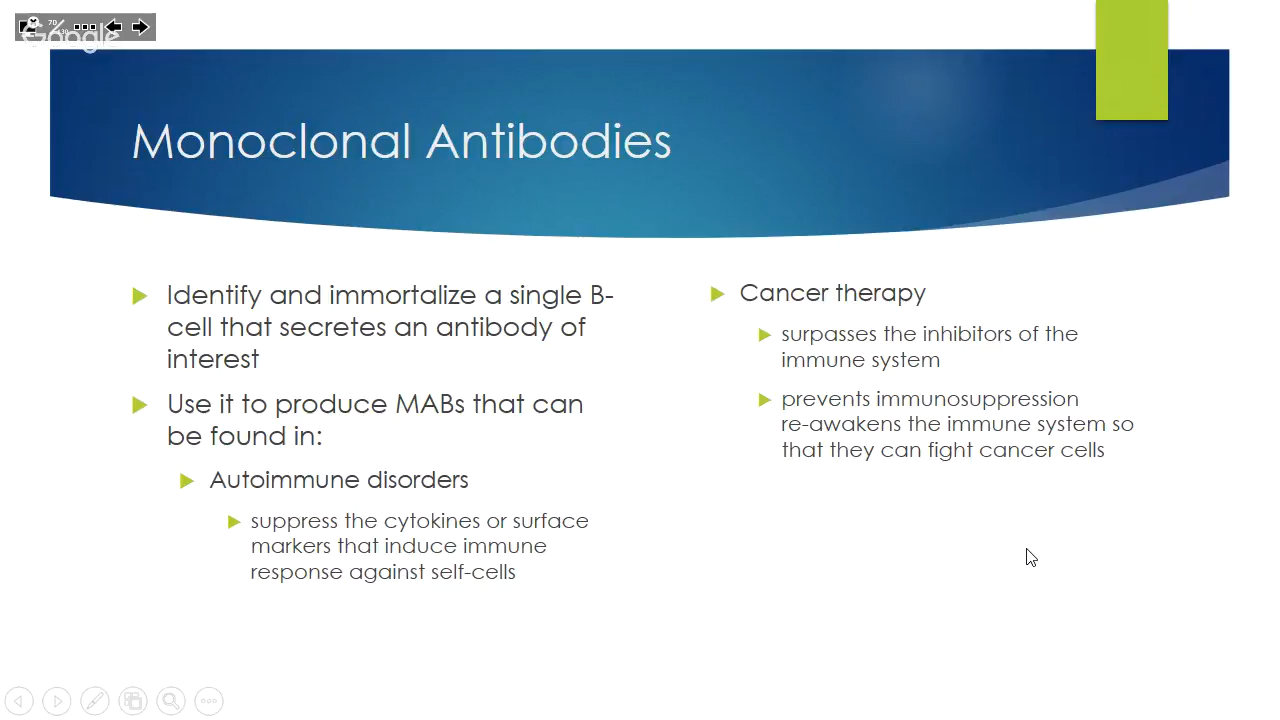 Google
70
Monoclonal Antibodies
Identify and immortalize a single B-
cell that secretes an antibody of
interest
Use it to produce MABs that can
be found in:
Autoimmune disorders
suppress the cytokines or surface
markers that induce immune
response against self-cells
Cancer therapy
surpasses the inhibitors of the
immune system
prevents immunosuppression
re-awakens the immune system so
that they can fight cancer cells